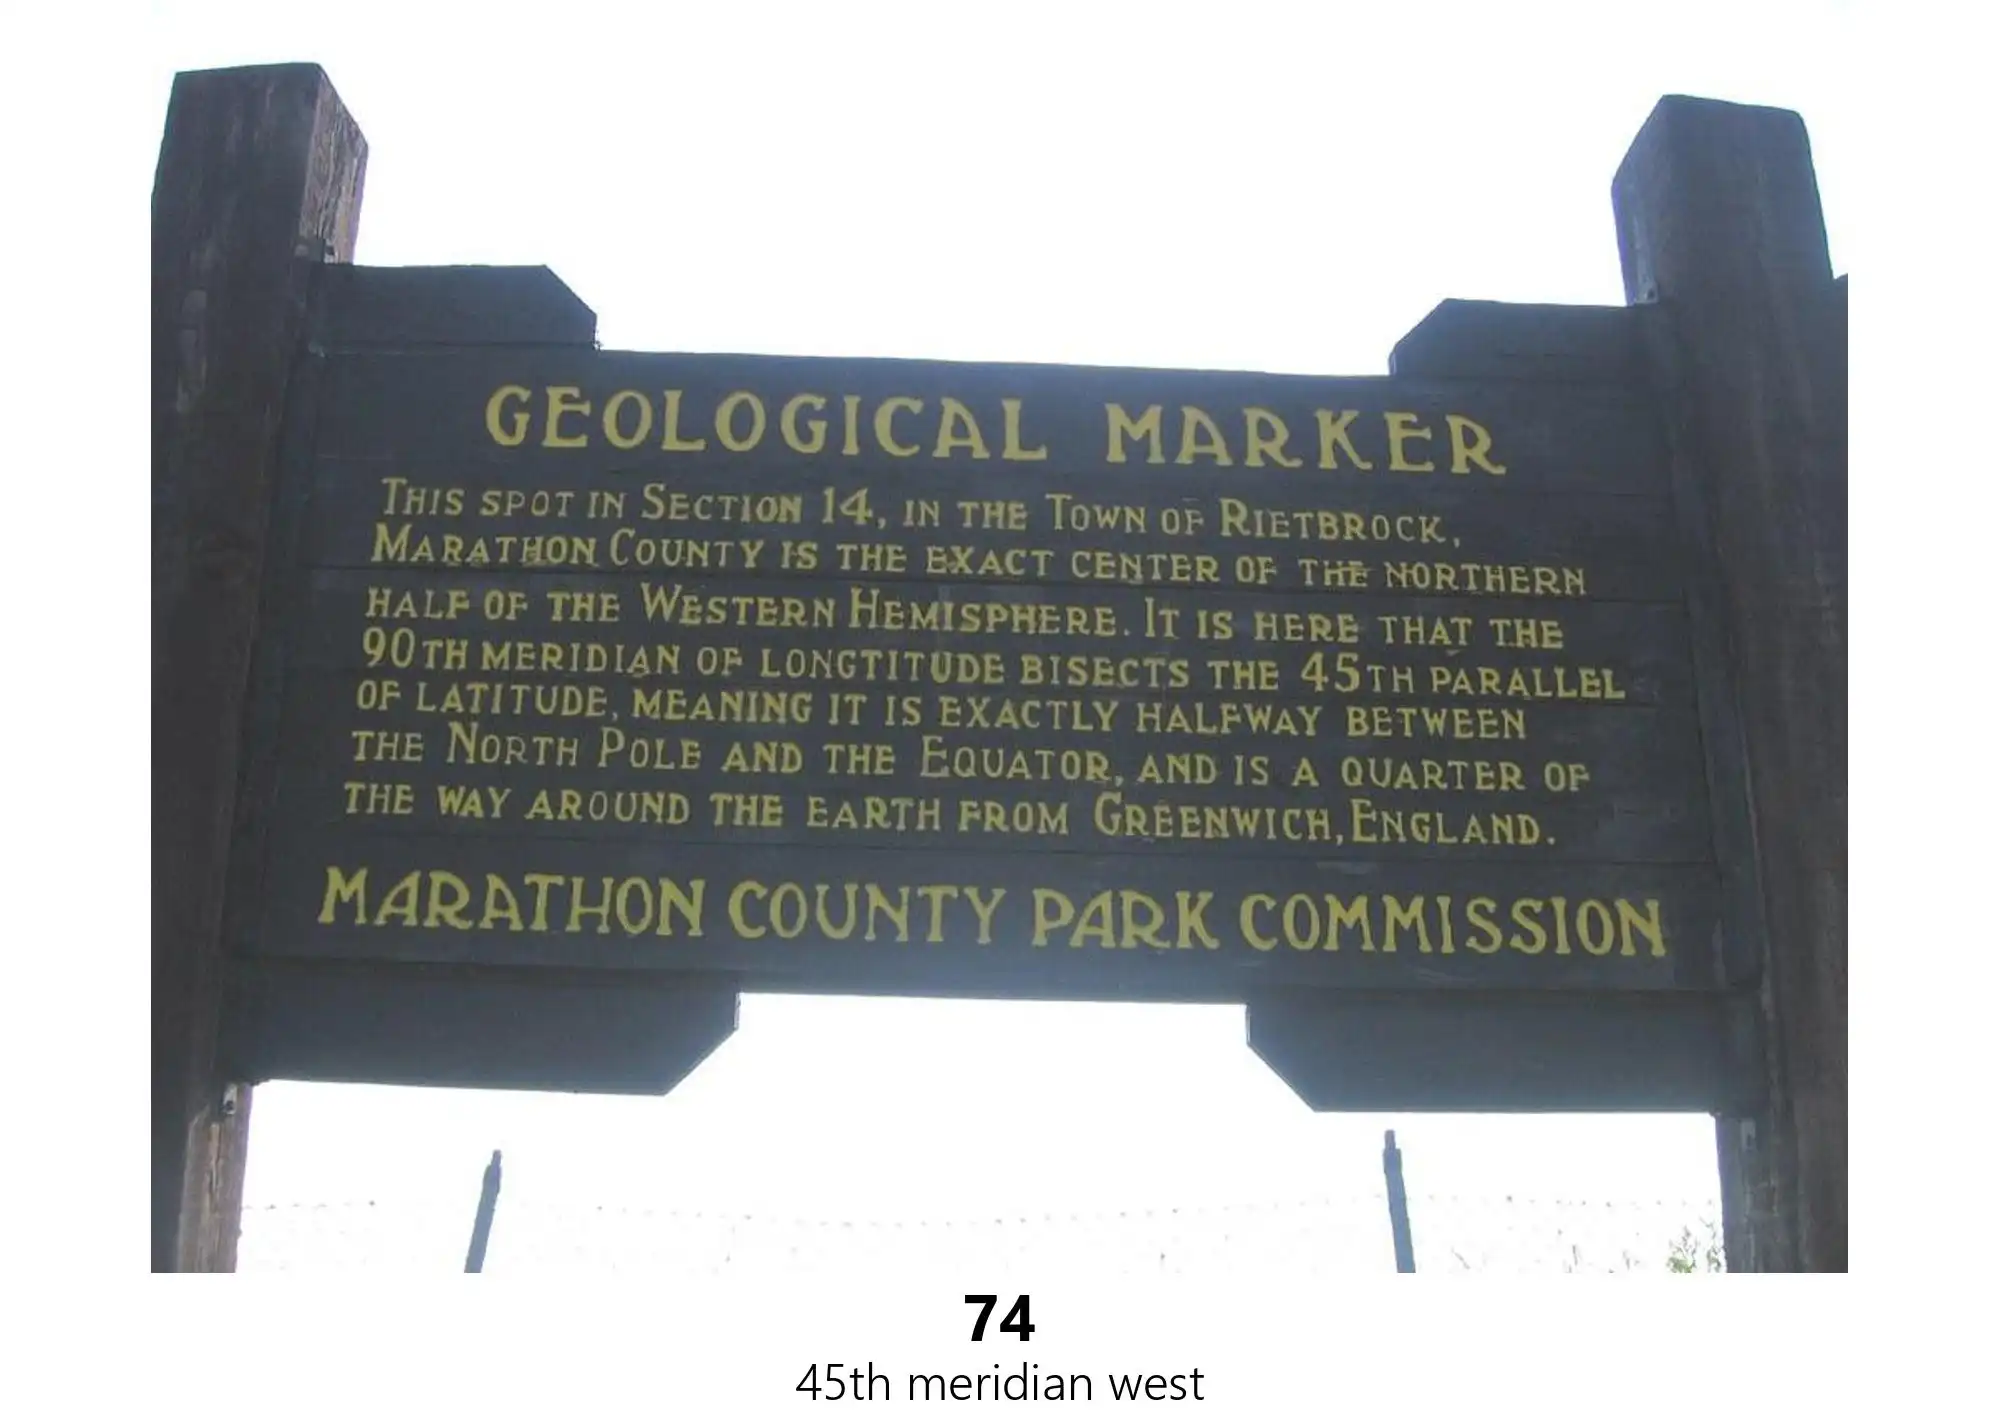 GEOLOGICAL MARKER
THIS SPOT IN SECTION 14, IN THE TOWN OF RIETBROCK,
MARATHON COUNTY IS THE EXACT CENTER OF THE NORTHERN
HALF OF THE WESTERN HEMISPHERE. IT IS HERE THAT THE
90TH MERIDIAN OF LONGTITUDE BISECTS THE 45TH PARALLEL
OF LATITUDE, MEANING IT IS EXACTLY HALFWAY BETWEEN
THE NORTH POLE AND THE EQUATOR, AND IS A QUARTER OF
THE WAY AROUND THE EARTH FROM GREENWICH, ENGLAND.
MARATHON COUNTY PARK COMMISSION
74
45th meridian west